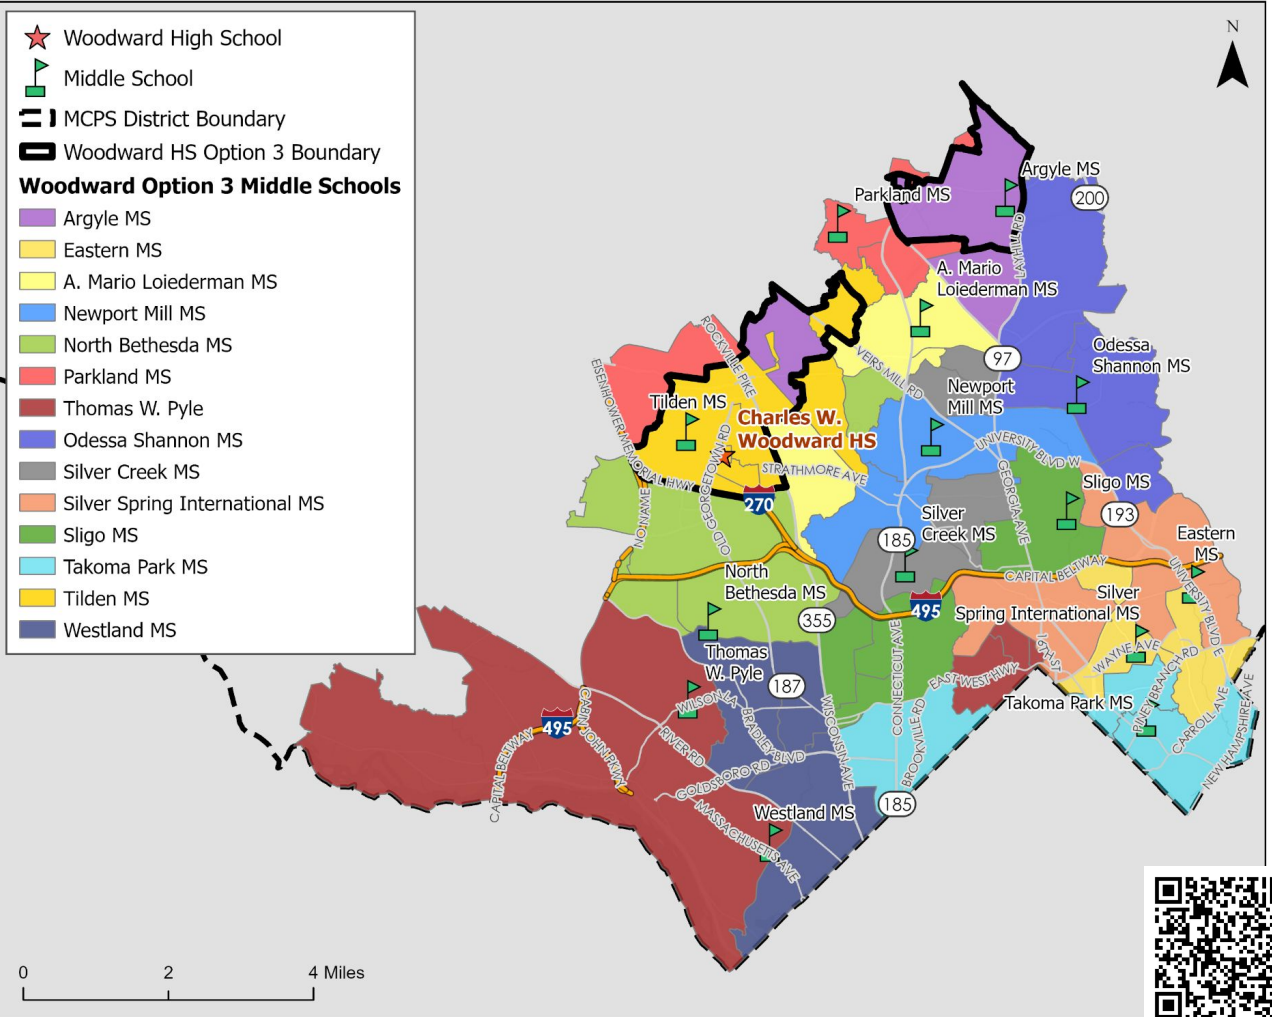 Woodward High School
Middle School
MCPS District Boundary
Woodward HS Option 3 Boundary
Woodward Option 3 Middle Schools
Argyle MS
Eastern MS
A. Mario Loiederman MS
Newport Mill MS
North Bethesda MS
Parkland MS
Thomas W. Pyle
Odessa Shannon MS
Silver Creek MS
Silver Spring International MS
Sligo MS
Takoma Park MS
Tilden MS
Westland MS
N
Argyle MS
200
Parkland MS
LAYHILL RD
A. Mario
Loiederman MS
ROCKVILLE PIKE
Odessa
Shannon MS
97
VEIRS MILL RD
EISENHOWER MEMORIAL HWY
Newport
Mill MS
Tilden MS
Charles W.
Woodward HS
UNIVERSITY BLVD W
OLD GEORGETOWN RD
STRATHMORE AVE
GEORGIA AVE
Sligo MS
270
193
NO NAME
Silver
Creek MS
185
Eastern
MS
CAPITAL BELTWAY
North
Bethesda MS
495
Silver
Spring International MS
UNIVERSITY BLVD E
355
16TH ST
WAYNE AVE
Thomas
W. Pyle
CONNECTICUT AVE
EAST WEST HWY
PINEY BRANCH RD
187
Takoma Park MS
WILSON LA
CARROLL AVE
NEW HAMPSHIRE AVE
495
CABIN JOHN PKWY
BRADLEY BLVD
WISCONSIN AVE
BROOKVILLE RD
RIVER RD
CAPITAL BELTWAY
GOLDSBORO RD
185
MASSACHUSETTS AVE
Westland MS
0 2 4 Miles